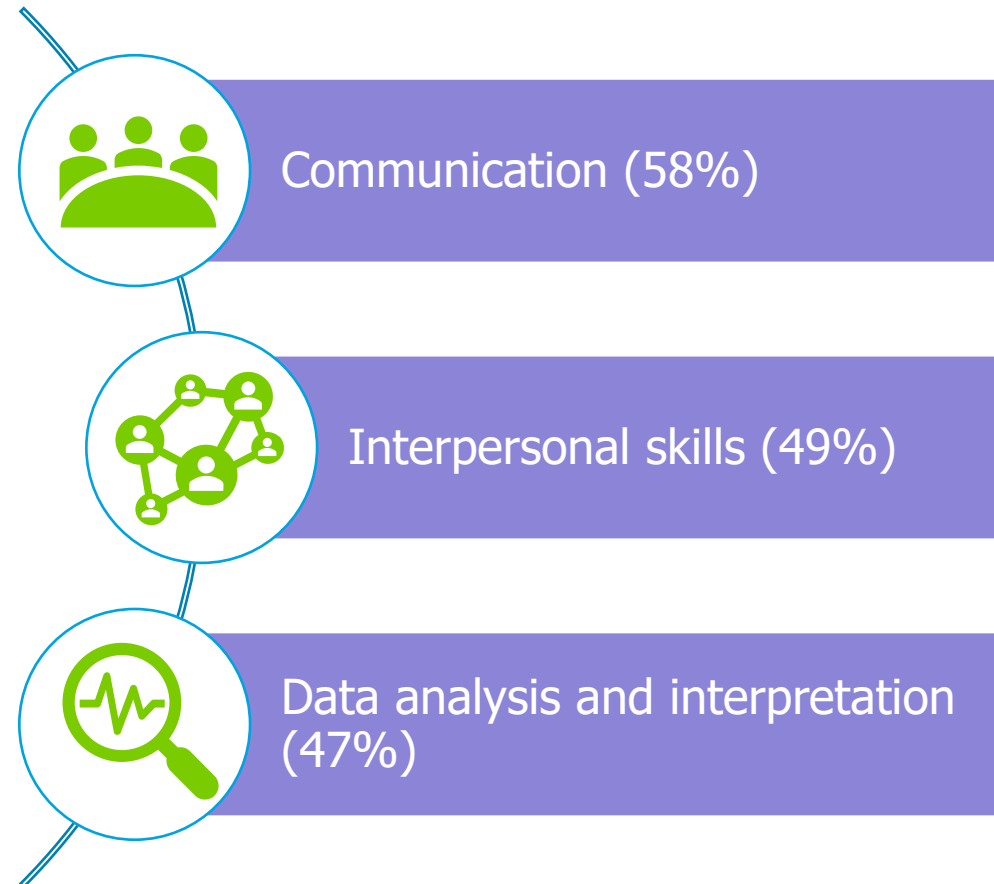 Communication (58%)
Interpersonal skills (49%)
Data analysis and interpretation
(47%)